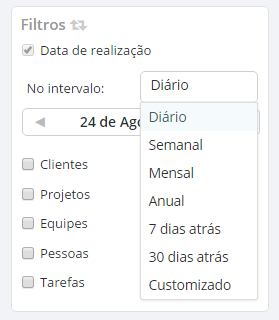 Filtros
Data de realização
No intervalo: Diário
24 de Ago
Diário
Semanal
Mensal
Anual
7 dias atrás
30 dias atrás
Customizado
Clientes
Projetos
Equipes
Pessoas
Tarefas